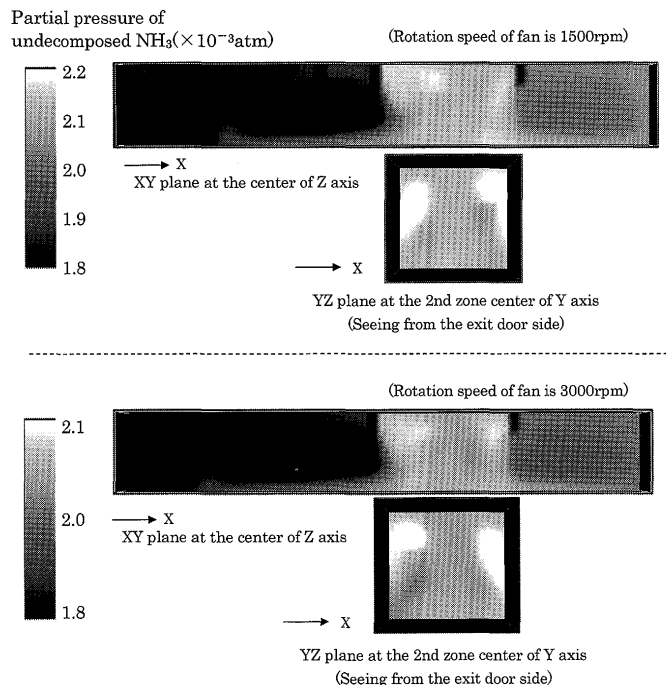 Partial pressure of
undecomposed NH₃(×10⁻³atm)
(Rotation speed of fan is 1500rpm)
2.2
2.1
2.0
1.9
1.8
X
XY plane at the center of Z axis
X
YZ plane at the 2nd zone center of Y axis
(Seeing from the exit door side)
(Rotation speed of fan is 3000rpm)
2.1
2.0
1.8
X
XY plane at the center of Z axis
X
YZ plane at the 2nd zone center of Y axis
(Seeing from the exit door side)